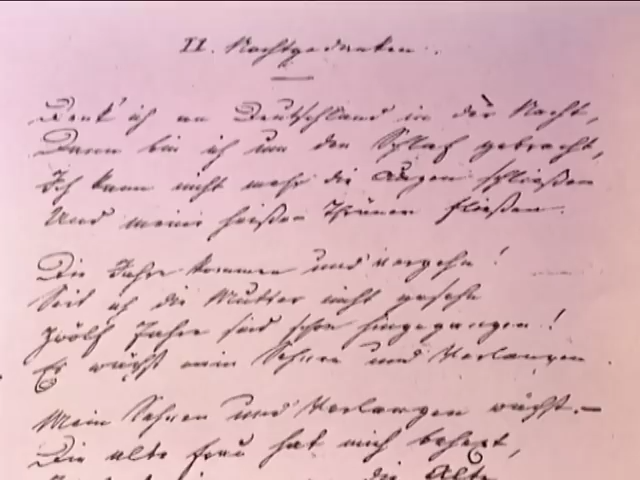 II. Nachtgedanken.
Denk' ich an Deutschland in der Nacht,
Dann bin ich um den Schlaf gebracht,
Ich kann nicht mehr die Augen schließen
Und meine heißen Thränen fließen.
Die Jahre kommen und vergehn!
Seit ich die Mutter nicht gesehn
Zwölf Jahre sind schon hingegangen!
Es wächst mein Sehnen und Verlangen
Mein Sehnen und Verlangen wächst. —
Die alte Frau hat mich behext,
die Alte